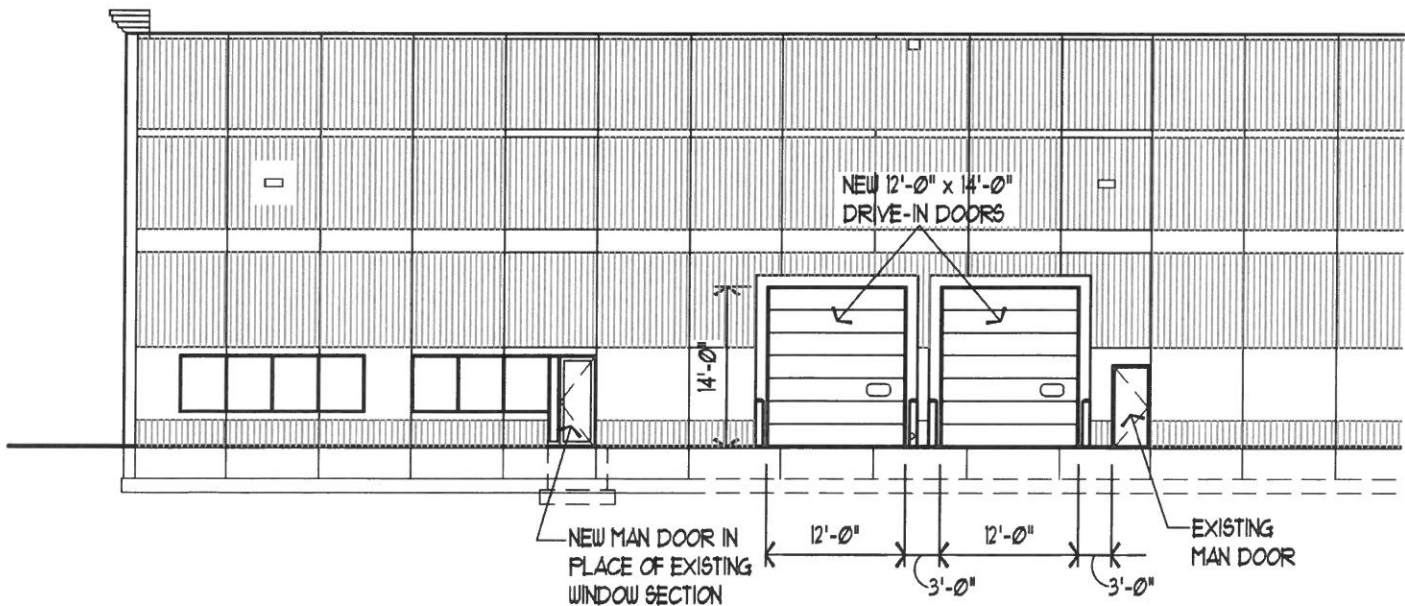 NEW 12'-0" x 14'-0"
DRIVE-IN DOORS
14'-0"
12'-0"
12'-0"
3'-0"
3'-0"
NEW MAN DOOR IN
PLACE OF EXISTING
WINDOW SECTION
EXISTING
MAN DOOR